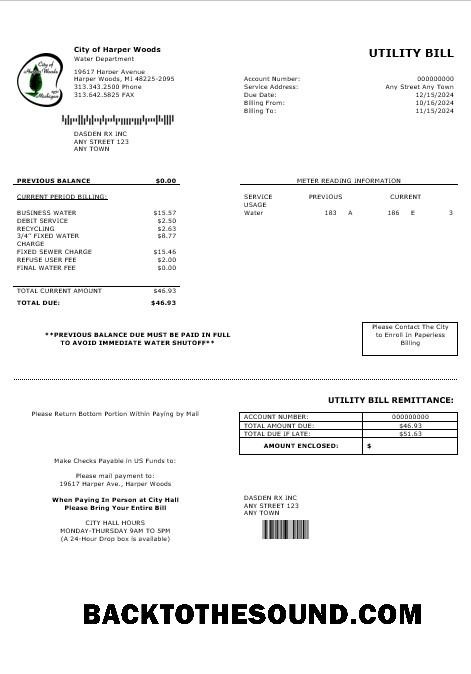 City of Harper Woods
Water Department
19617 Harper Avenue
Harper Woods, MI 48225-2095
313.343.2500 Phone
313.642.5825 FAX
City of
Harper Woods
Michigan
UTILITY BILL
Account Number: 000000000
Service Address: Any Street Any Town
Due Date: 12/15/2024
Billing From: 10/16/2024
Billing To: 11/15/2024
DASDEN RX INC
ANY STREET 123
ANY TOWN
PREVIOUS BALANCE $0.00
CURRENT PERIOD BILLING:
BUSINESS WATER $15.57
DEBIT SERVICE $2.50
RECYCLING $2.63
3/4" FIXED WATER $8.77
CHARGE
FIXED SEWER CHARGE $15.46
REFUSE USER FEE $2.00
FINAL WATER FEE $0.00
TOTAL CURRENT AMOUNT $46.93
TOTAL DUE: $46.93
METER READING INFORMATION
SERVICE PREVIOUS CURRENT
USAGE
Water 183 A 186 E 3
**PREVIOUS BALANCE DUE MUST BE PAID IN FULL
TO AVOID IMMEDIATE WATER SHUTOFF**
Please Contact The City
to Enroll in Paperless
Billing
UTILITY BILL REMITTANCE:
Please Return Bottom Portion Within Paying by Mail
ACCOUNT NUMBER: 000000000
TOTAL AMOUNT DUE: $46.93
TOTAL DUE IF LATE: $51.63
AMOUNT ENCLOSED: $
Make Checks Payable in US Funds to:
Please mail payment to:
19617 Harper Ave., Harper Woods
When Paying In Person at City Hall
Please Bring Your Entire Bill
CITY HALL HOURS
MONDAY-THURSDAY 9AM TO 5PM
(A 24-Hour Drop box is available)
DASDEN RX INC
ANY STREET 123
ANY TOWN
BACKTOTHESOUND.COM